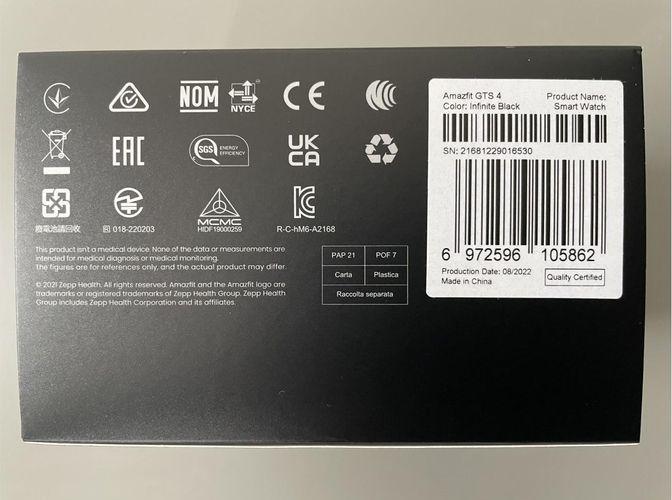 NOM
NYCE
CE
EAC
SGS ENERGY
EFFICIENCY
UK
CA
廢電池請回收
018-220203
MCMC
HIDF19000259
R-C-hM6-A2168
This product isn't a medical device. None of the data or measurements are
intended for medical diagnosis or medical monitoring.
The figures are for references only, and the actual product may differ.
© 2021 Zepp Health. All rights reserved. Amazfit and the Amazfit logo are
trademarks or registered trademarks of Zepp Health Group. Zepp Health
Group includes Zepp Health Corporation and its affiliates.
PAP 21 POF 7
Carta Plastica
Raccolta separata
Amazfit GTS 4 Product Name:
Color: Infinite Black Smart Watch
SN: 21681229016530
6 972596 105862
Production Date: 08/2022
Made in China
Quality Certified